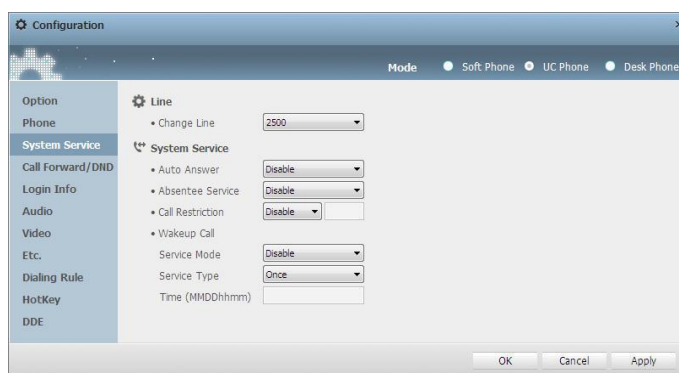 Configuration
Mode Soft Phone UC Phone Desk Phone
Option
Phone
System Service
Call Forward/DND
Login Info
Audio
Video
Etc.
Dialing Rule
HotKey
DDE
Line
• Change Line 2500
System Service
• Auto Answer Disable
• Absentee Service Disable
• Call Restriction Disable
• Wakeup Call
Service Mode Disable
Service Type Once
Time (MMDDhhmm)
OK Cancel Apply